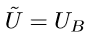 Ũ = U_B